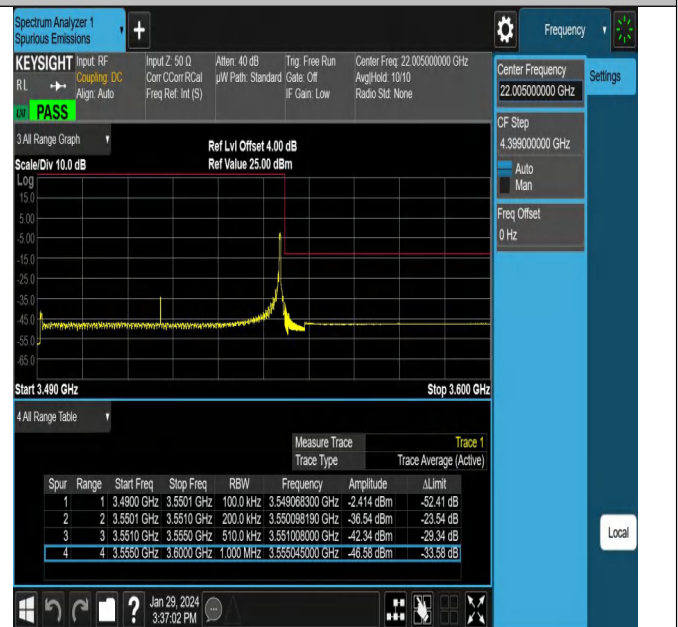 Spectrum Analyzer 1
Spurious Emissions
+
Frequency
KEYSIGHT
Input: RF
Coupling: DC
Align: Auto
Input Z: 50 Ω
Corr CCorr RCal
Freq Ref: Int (S)
Atten: 40 dB
µW Path: Standard
Trig: Free Run
Gate: Off
IF Gain: Low
Center Freq: 22.005000000 GHz
Avg|Hold: 10/10
Radio Std: None
RL
LXI PASS
Center Frequency
22.005000000 GHz
Settings
CF Step
4.399000000 GHz
Auto
Man
Freq Offset
0 Hz
3 All Range Graph
Ref Lvl Offset 4.00 dB
Scale/Div 10.0 dB
Ref Value 25.00 dBm
Log
15.0
5.00
-5.00
-15.0
-25.0
-35.0
-45.0
-55.0
-65.0
Start 3.490 GHz
Stop 3.600 GHz
4 All Range Table
Measure Trace Trace 1
Trace Type Trace Average (Active)
Spur Range Start Freq Stop Freq RBW Frequency Amplitude ΔLimit
1 1 3.4900 GHz 3.5501 GHz 100.0 kHz 3.549068300 GHz -2.414 dBm -52.41 dB
2 2 3.5501 GHz 3.5510 GHz 200.0 kHz 3.550098190 GHz -36.54 dBm -23.54 dB
3 3 3.5510 GHz 3.5550 GHz 510.0 kHz 3.551008000 GHz -42.34 dBm -29.34 dB
4 4 3.5550 GHz 3.6000 GHz 1.000 MHz 3.555045000 GHz -46.58 dBm -33.58 dB
Local
?
Jan 29, 2024
3:37:02 PM